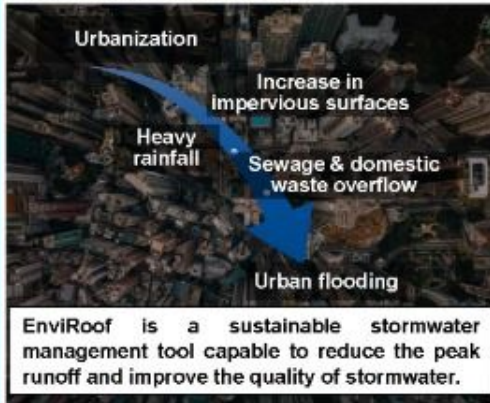 Urbanization
Increase in
impervious surfaces
Heavy
rainfall
Sewage & domestic
waste overflow
Urban flooding
EnviRoof is a sustainable stormwater
management tool capable to reduce the peak
runoff and improve the quality of stormwater.